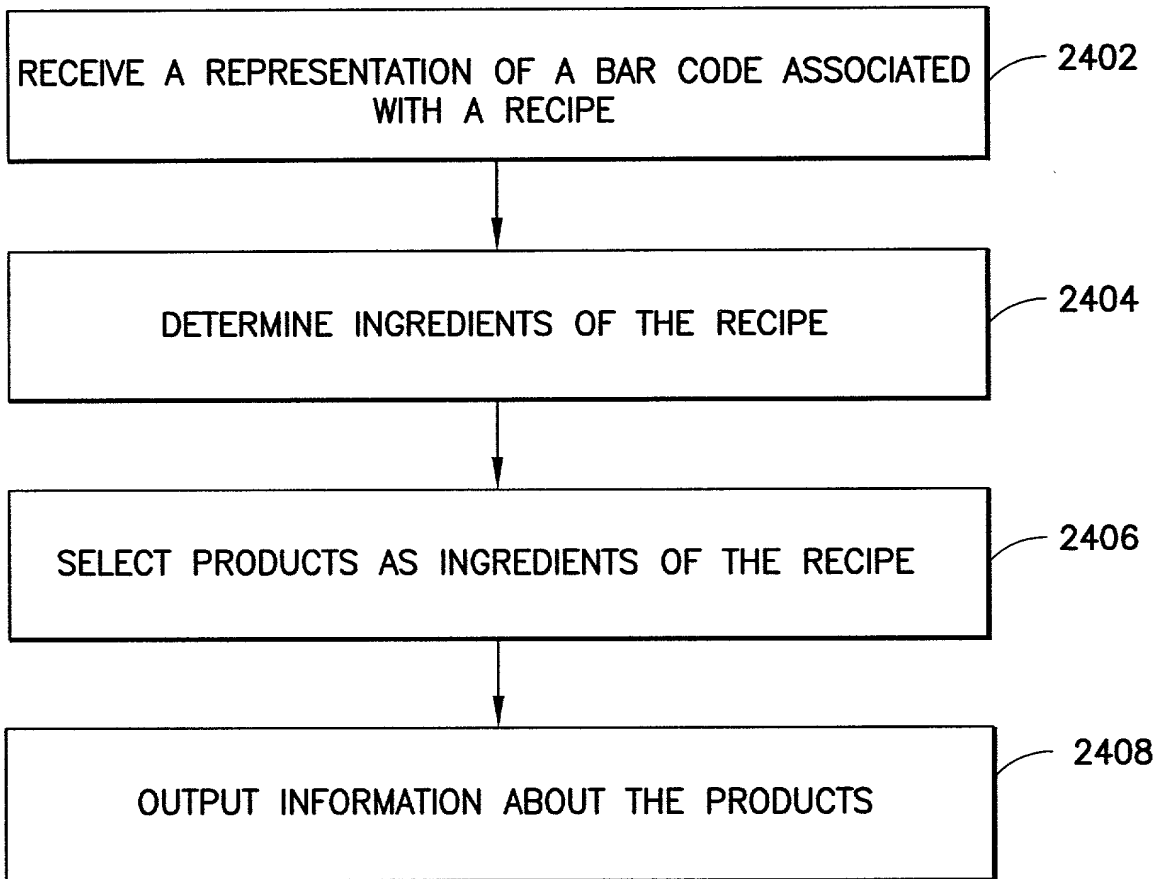 RECEIVE A REPRESENTATION OF A BAR CODE ASSOCIATED
WITH A RECIPE
2402
DETERMINE INGREDIENTS OF THE RECIPE
2404
SELECT PRODUCTS AS INGREDIENTS OF THE RECIPE
2406
OUTPUT INFORMATION ABOUT THE PRODUCTS
2408